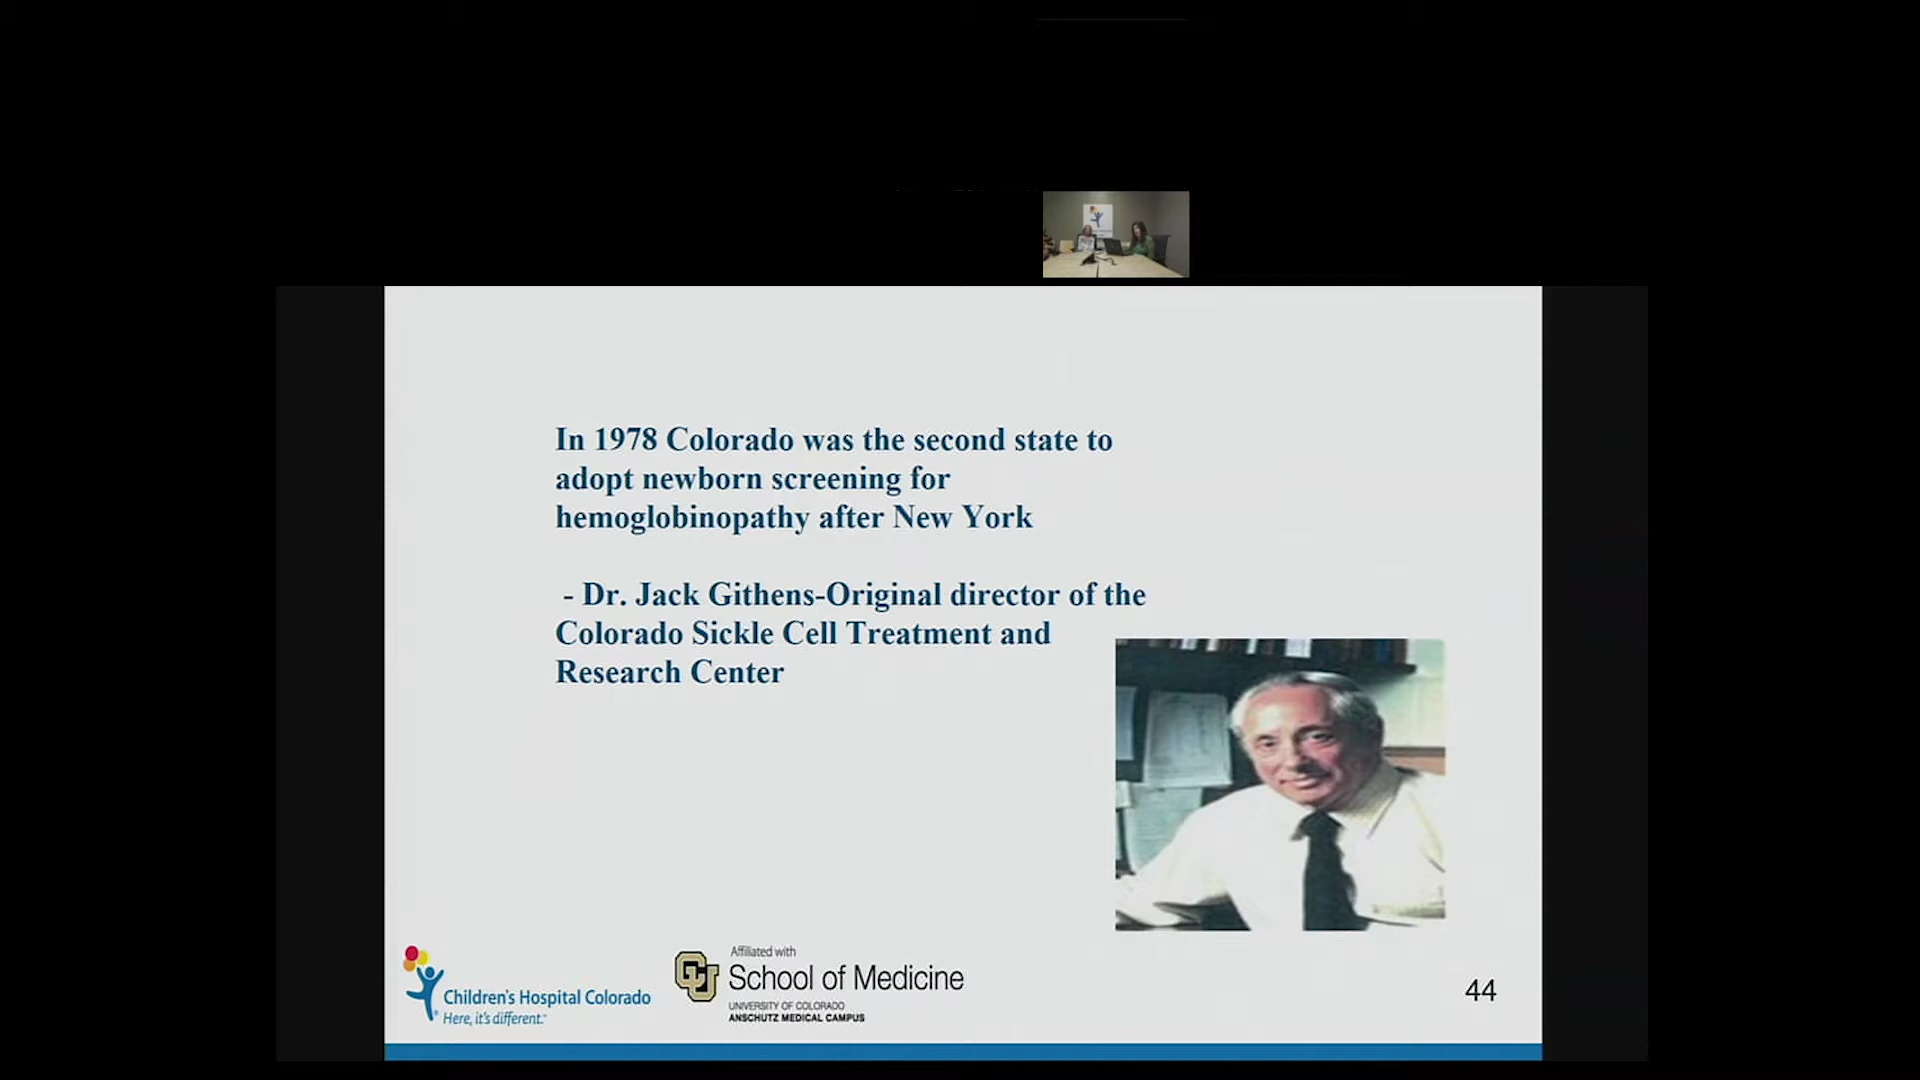 In 1978 Colorado was the second state to
adopt newborn screening for
hemoglobinopathy after New York
- Dr. Jack Githens-Original director of the
Colorado Sickle Cell Treatment and
Research Center
Children's Hospital Colorado
Here, it's different.™
Affiliated with
CU
School of Medicine
UNIVERSITY OF COLORADO
ANSCHUTZ MEDICAL CAMPUS
44